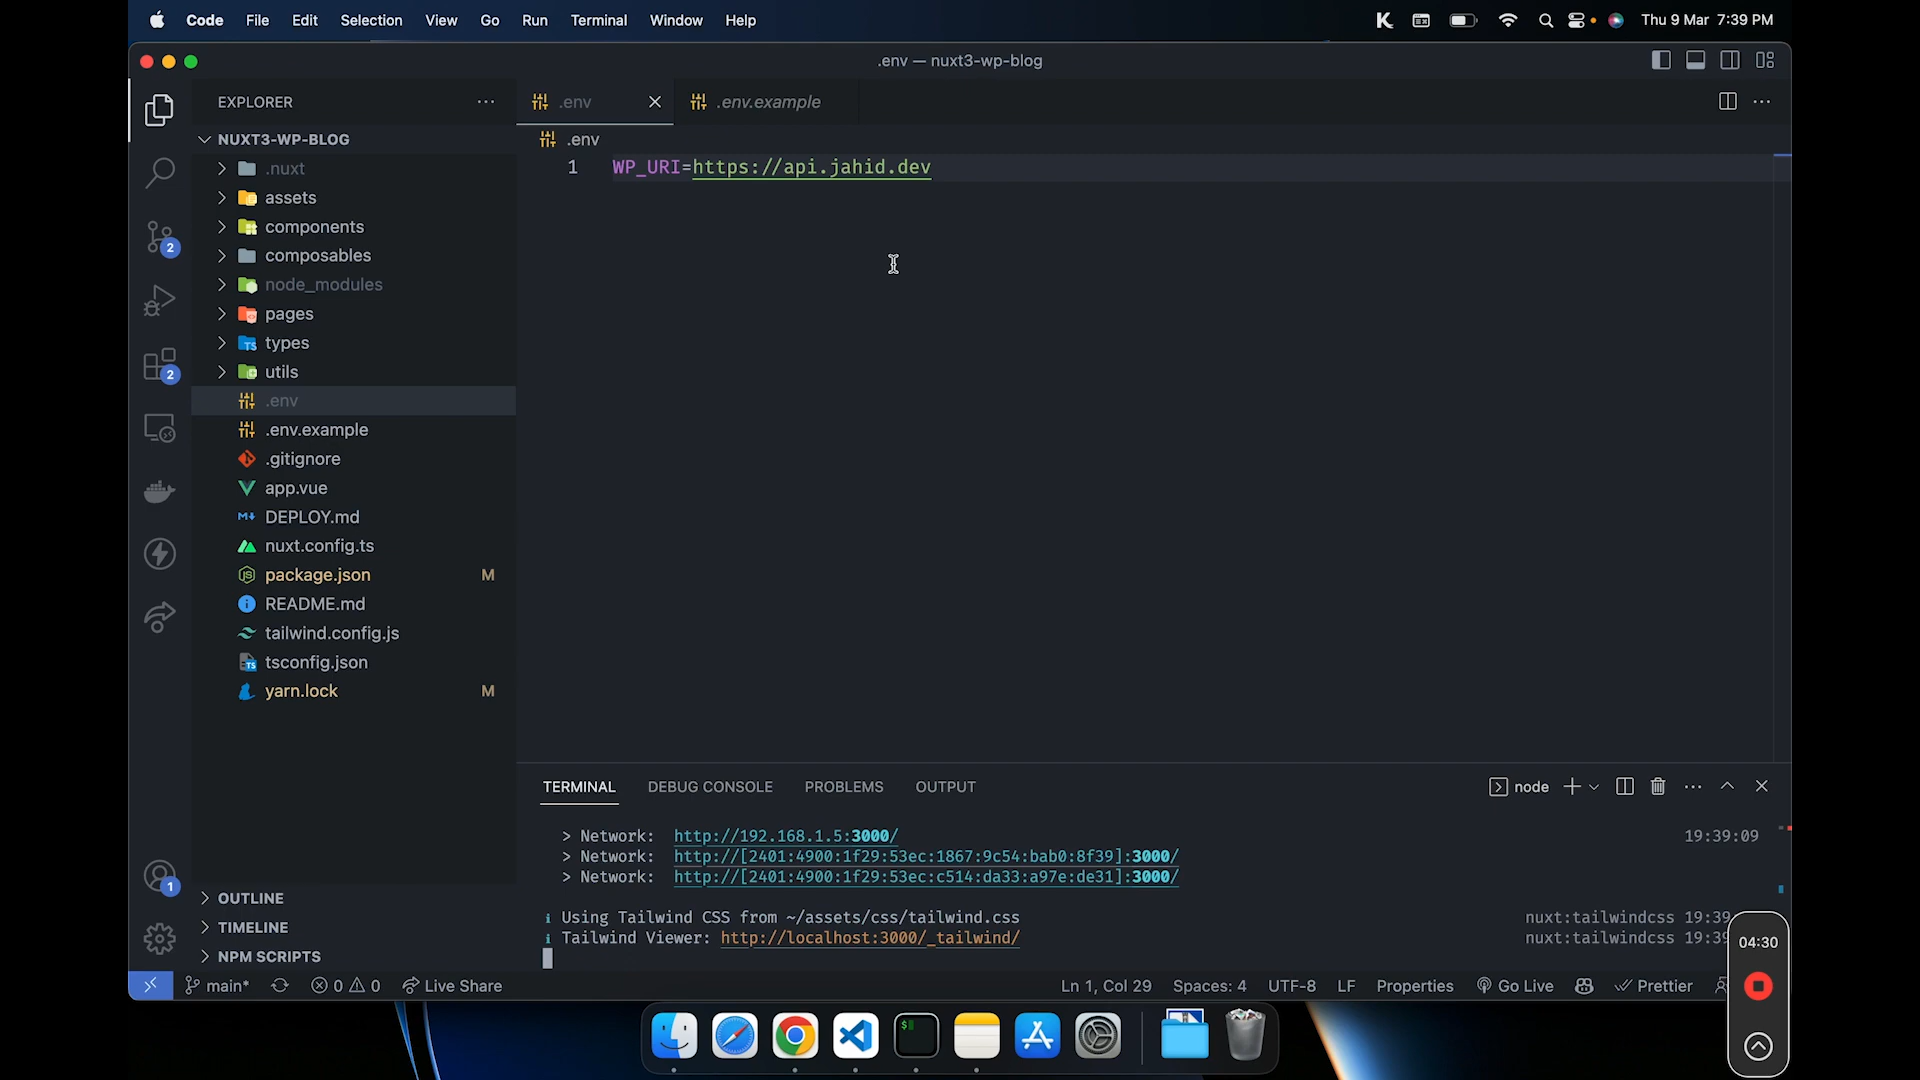 Code File Edit Selection View Go Run Terminal Window Help
Thu 9 Mar 7:39 PM
.env — nuxt3-wp-blog
EXPLORER
NUXT3-WP-BLOG
.nuxt
assets
components
composables
node_modules
pages
types
utils
.env
.env.example
.gitignore
app.vue
DEPLOY.md
nuxt.config.ts
package.json M
README.md
tailwind.config.js
tsconfig.json
yarn.lock M
OUTLINE
TIMELINE
NPM SCRIPTS
2
2
1
.env .env.example
.env
1 WP_URI=https://api.jahid.dev
TERMINAL DEBUG CONSOLE PROBLEMS OUTPUT
node
> Network: http://192.168.1.5:3000/ 19:39:09
> Network: http://[2401:4900:1f29:53ec:1867:9c54:bab0:8f39]:3000/
> Network: http://[2401:4900:1f29:53ec:c514:da33:a97e:de31]:3000/
i Using Tailwind CSS from ~/assets/css/tailwind.css nuxt:tailwindcss 19:39
i Tailwind Viewer: http://localhost:3000/_tailwind/ nuxt:tailwindcss 19:39
04:30
main* 0 0 Live Share Ln 1, Col 29 Spaces: 4 UTF-8 LF Properties Go Live Prettier